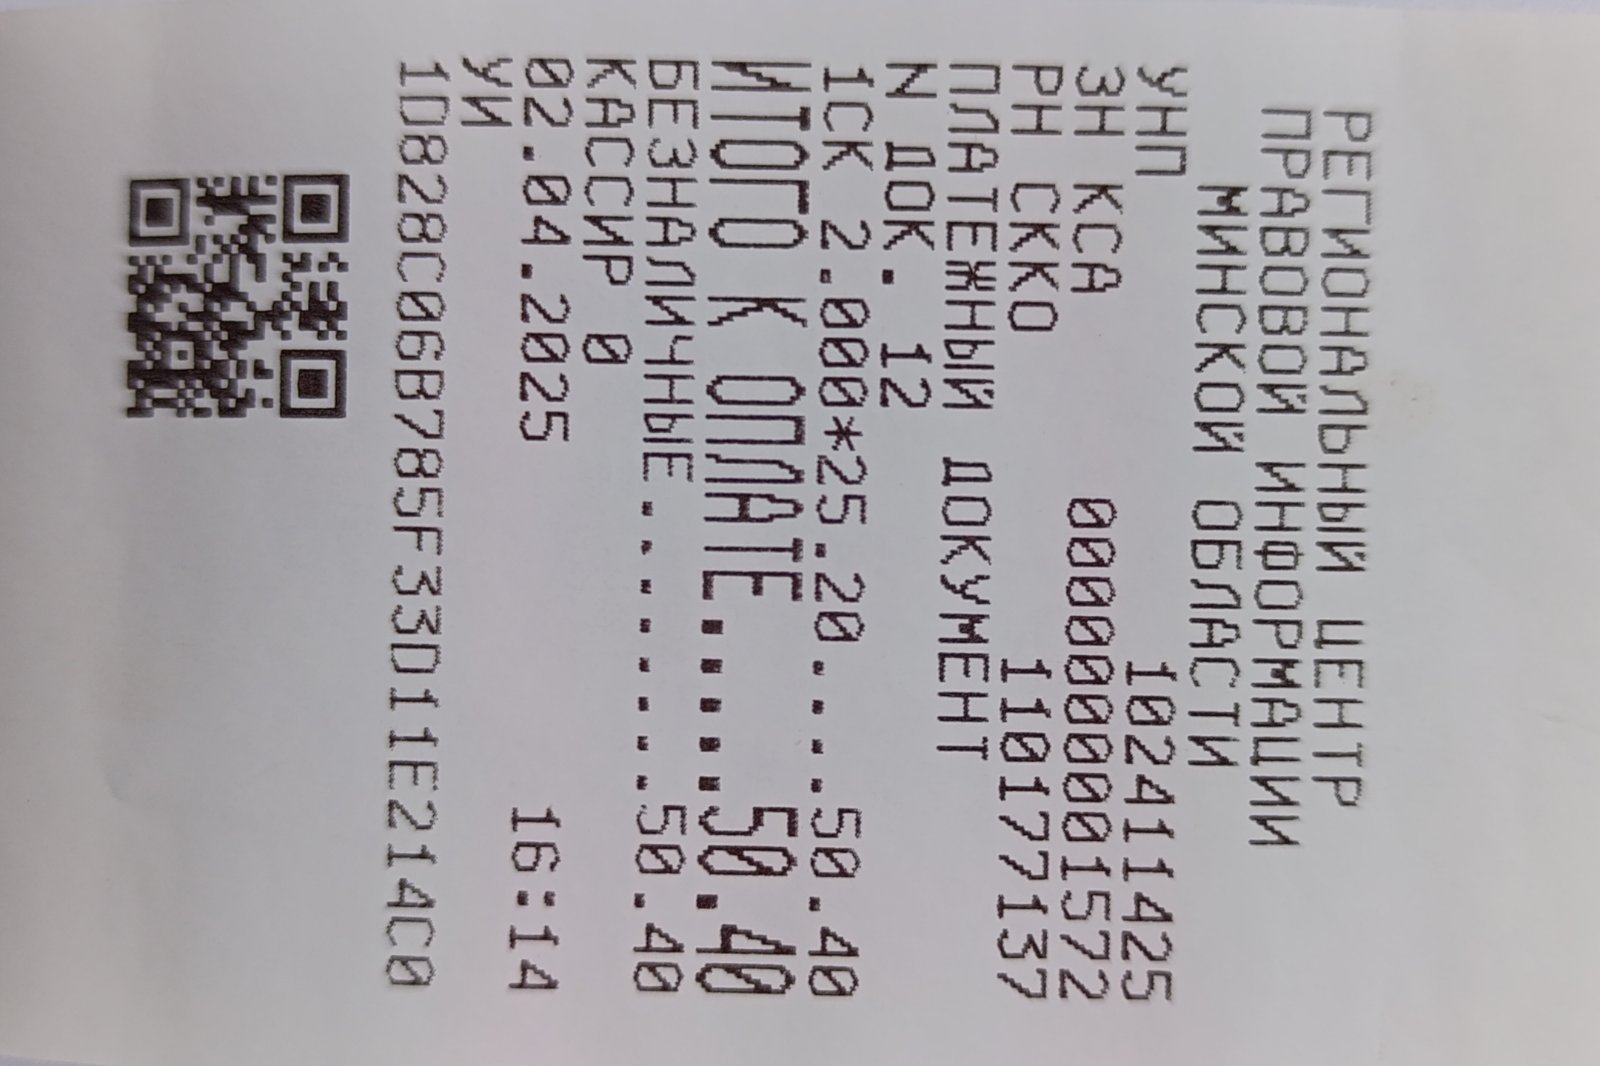 РЕГИОНАЛЬНЫЙ ЦЕНТР
ПРАВОВОЙ ИНФОРМАЦИИ
МИНСКОЙ ОБЛАСТИ
УНП 102411425
ЗН КСА 0000000001572
РН СККО 110177137
ПЛАТЕЖНЫЙ ДОКУМЕНТ
N ДОК. 12
1СК 2.000*25.20.....50.40
ИТОГО К ОПЛАТЕ.....50.40
БЕЗНАЛИЧНЫЕ........50.40
КАССИР 0
02.04.2025 16:14
УИ
1D828C06B785F33D11E214C0